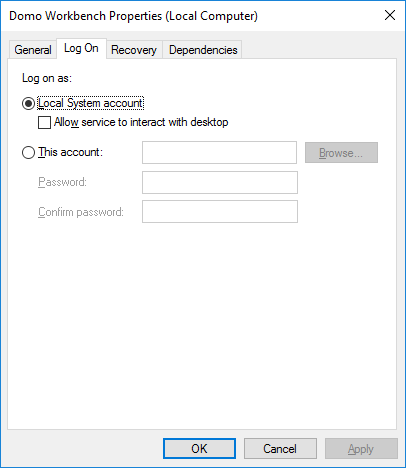 Domo Workbench Properties (Local Computer)
General Log On Recovery Dependencies
Log on as:
Local System account
Allow service to interact with desktop
This account: Browse...
Password:
Confirm password:
OK Cancel Apply